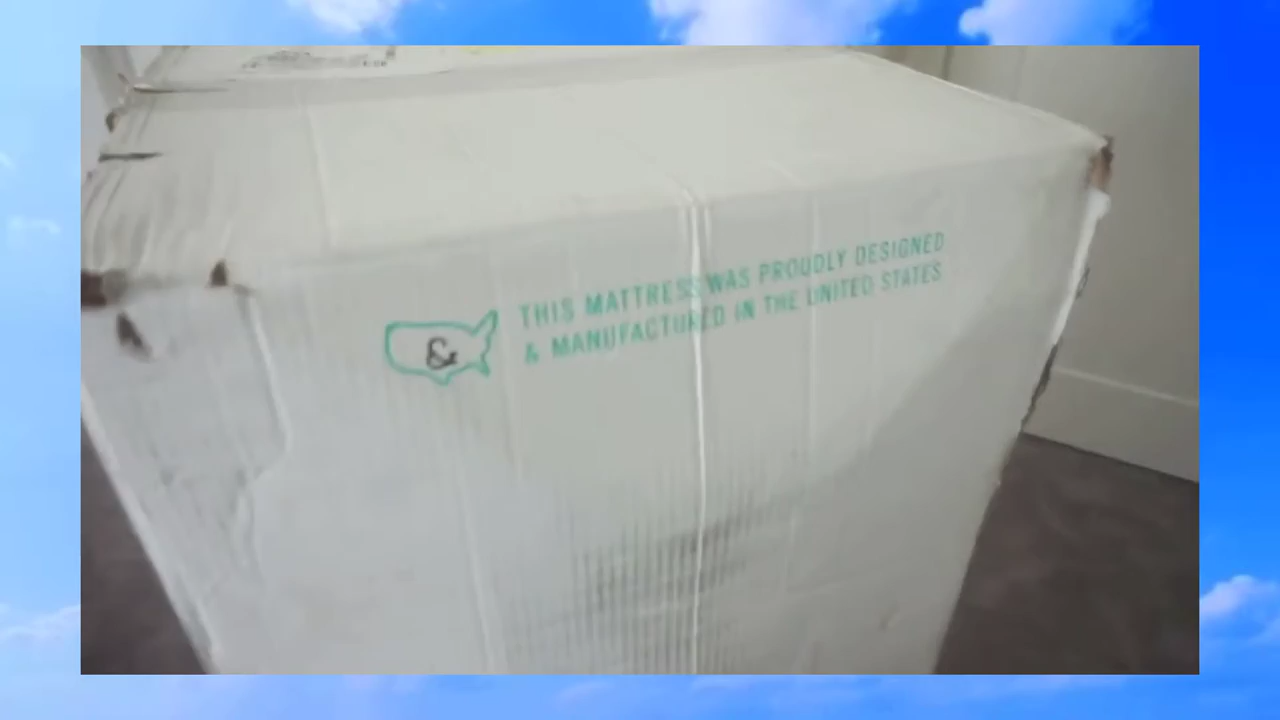 THIS MATTRESS WAS PROUDLY DESIGNED
& MANUFACTURED IN THE UNITED STATES
&